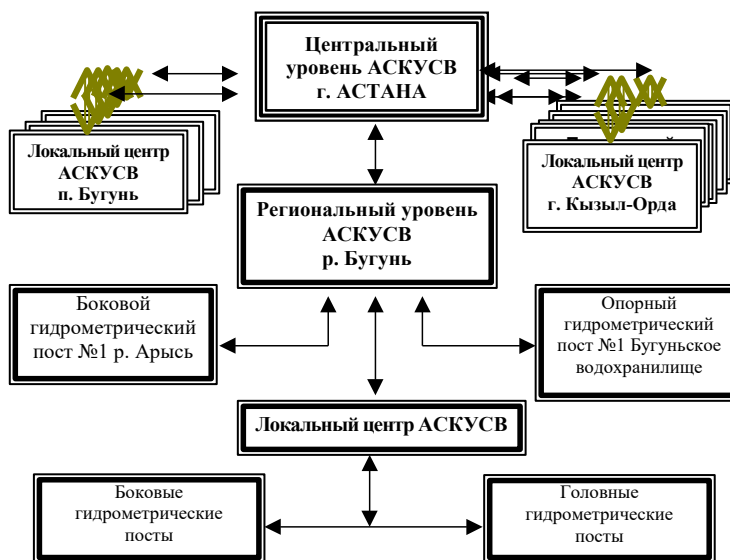 Центральный
уровень АСКУСВ
г. АСТАНА
Локальный центр
АСКУСВ
п. Бугунь
Локальный центр
АСКУСВ
г. Кызыл-Орда
Региональный уровень
АСКУСВ
р. Бугунь
Боковой
гидрометрический
пост №1 р. Арысь
Опорный
гидрометрический
пост №1 Бугуньское
водохранилище
Локальный центр АСКУСВ
Боковые
гидрометрические
посты
Головные
гидрометрические
посты